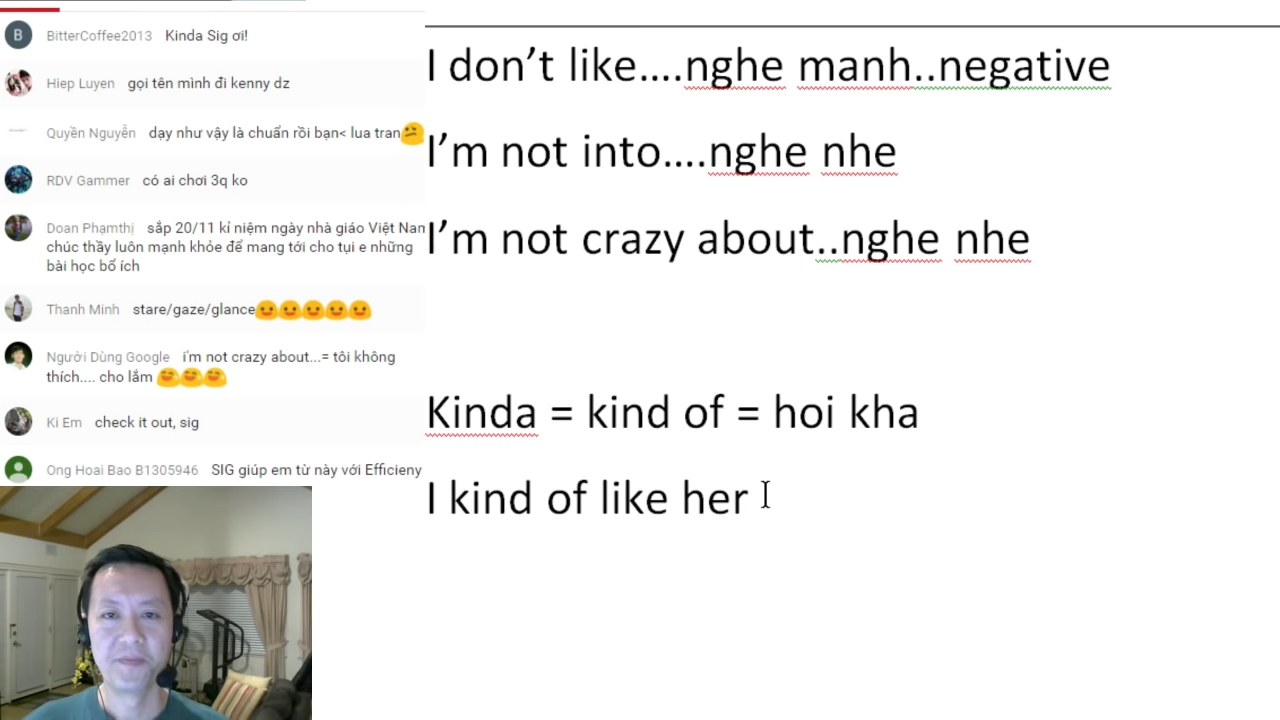 BitterCoffee2013 Kinda Sig ơi!
Hiep Luyen gọi tên mình đi kenny dz
Quyền Nguyễn dạy như vậy là chuẩn rồi bạn< lua tran
RDV Gammer có ai chơi 3q ko
Doan Phạmthị sắp 20/11 kỉ niệm ngày nhà giáo Việt Nam
chúc thầy luôn mạnh khỏe để mang tới cho tụi e những
bài học bổ ích
Thanh Minh stare/gaze/glance
Người Dùng Google i'm not crazy about...= tôi không
thích.... cho lắm
Ki Em check it out, sig
Ong Hoai Bao B1305946 SIG giúp em từ này với Efficieny
I don’t like....nghe manh..negative
I’m not into....nghe nhe
I’m not crazy about..nghe nhe
Kinda = kind of = hoi kha
I kind of like her